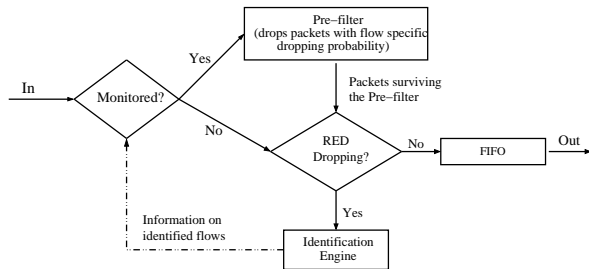 Pre−filter
(drops packets with flow specific
dropping probability)
Yes
In
Monitored?
Packets surviving
the Pre−filter
No
RED
Dropping?
No
FIFO
Out
Yes
Information on
identified flows
Identification
Engine